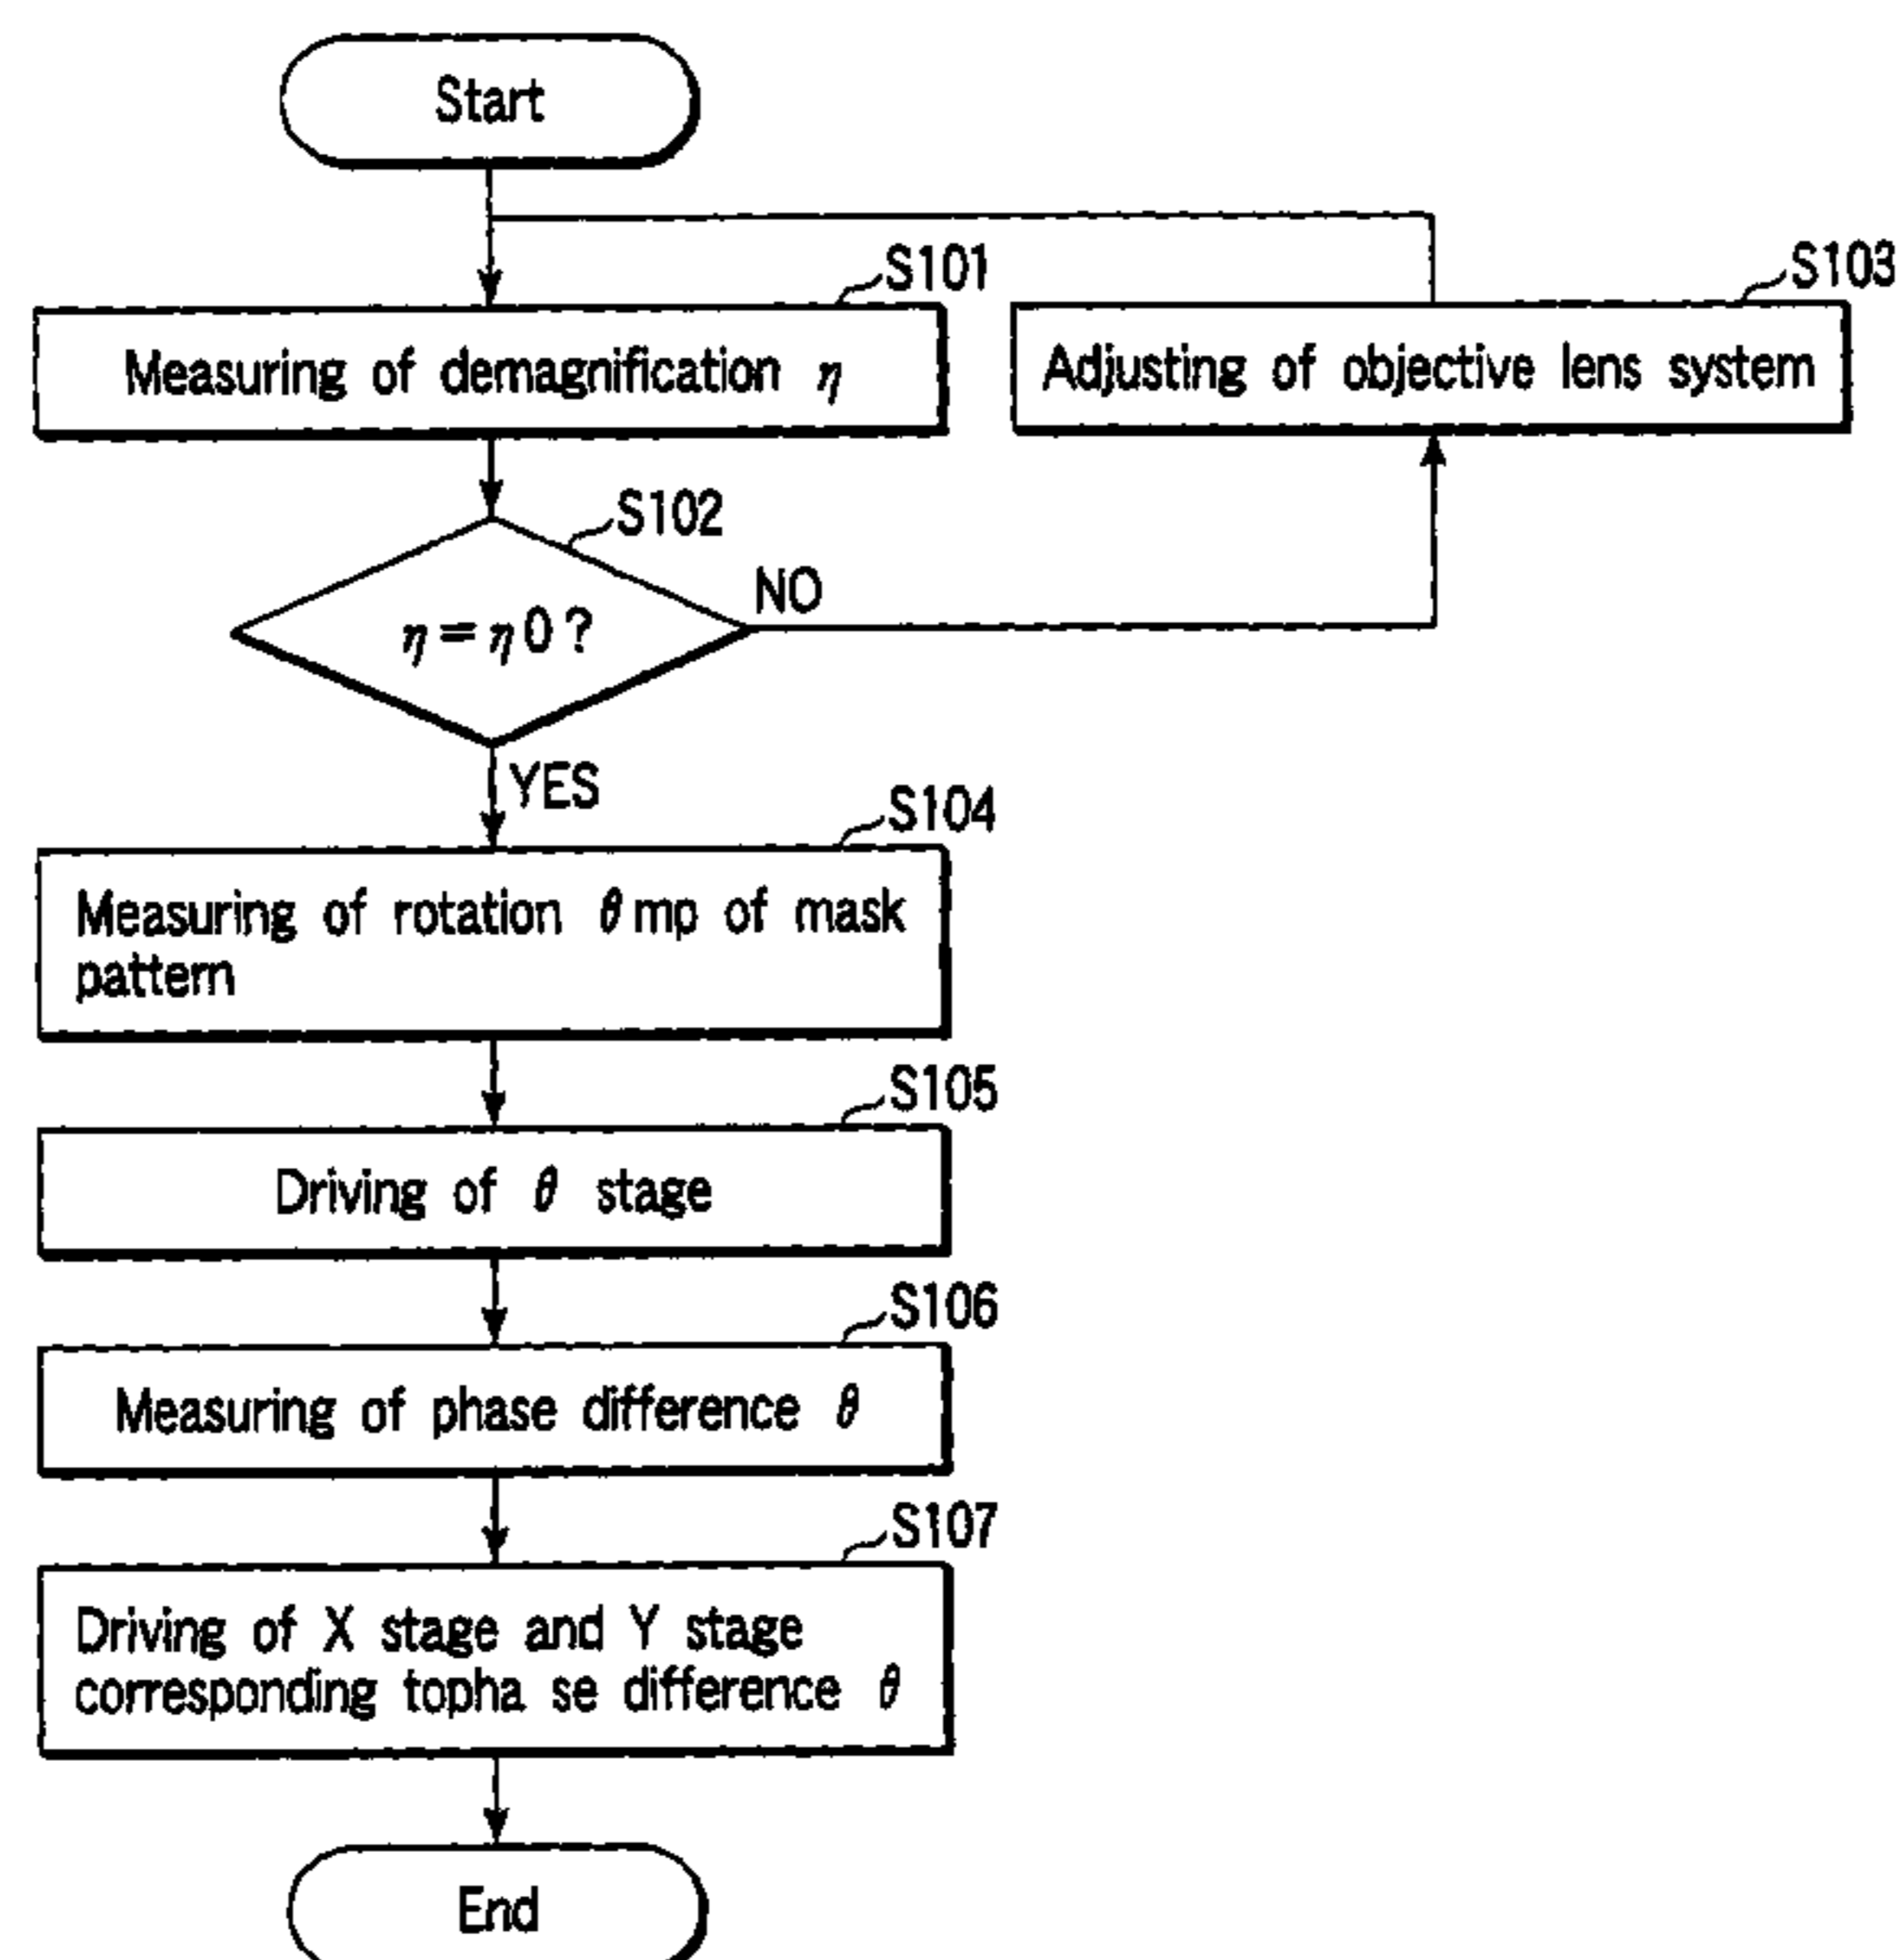 Start
S101
Measuring of demagnification η
S103
Adjusting of objective lens system
S102
η=η0?
NO
YES
S104
Measuring of rotation θmp of mask
pattern
S105
Driving of θ stage
S106
Measuring of phase difference θ
S107
Driving of X stage and Y stage
corresponding topha se difference θ
End